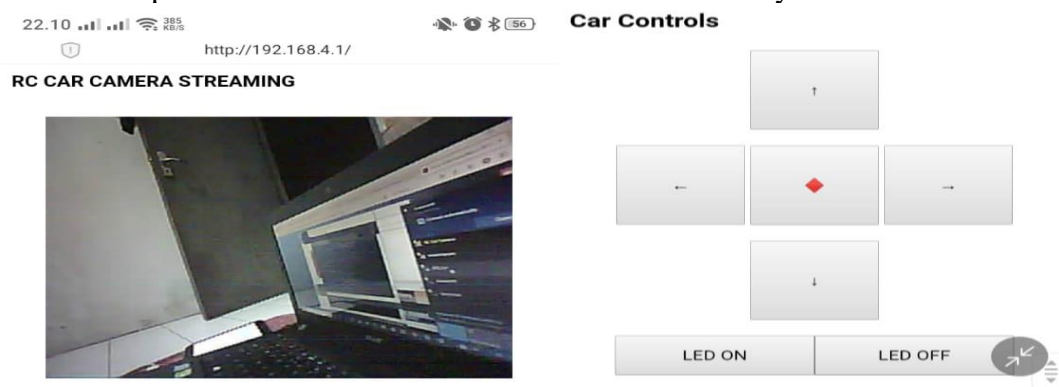 22.10 385 KB/S 56
http://192.168.4.1/
RC CAR CAMERA STREAMING
Car Controls
↑
← →
↓
LED ON LED OFF